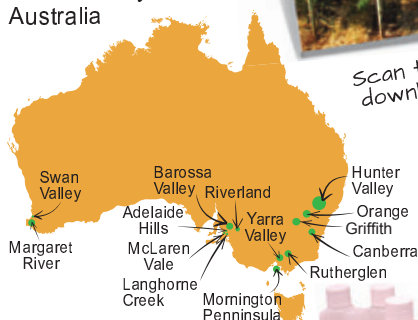 Australia
Scan
down
Swan
Valley
Margaret
River
Barossa
Valley
Riverland
Adelaide
Hills
McLaren
Vale
Langhorne
Creek
Yarra
Valley
Mornington
Penninsula
Hunter
Valley
Orange
Griffith
Canberra
Rutherglen